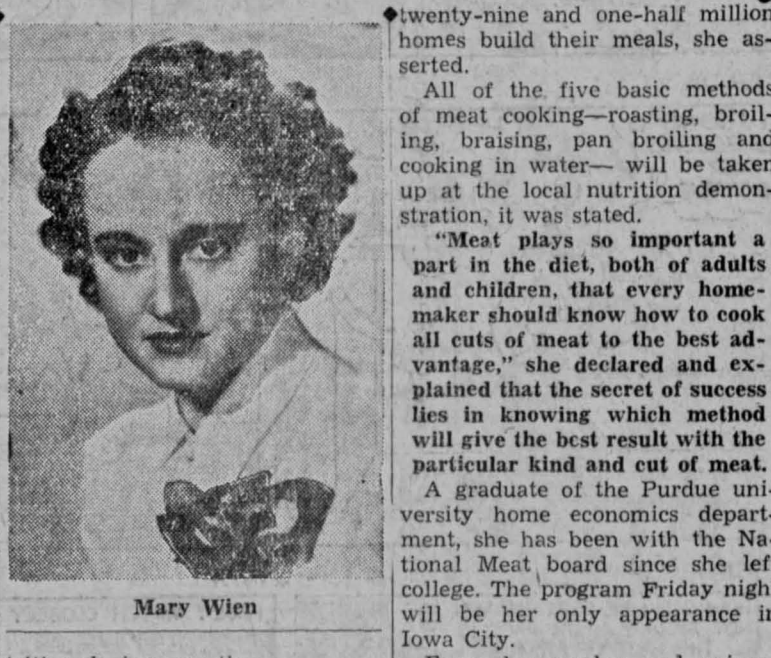 Mary Wien
twenty-nine and one-half million
homes build their meals, she as-
serted.
All of the five basic methods
of meat cooking—roasting, broil-
ing, braising, pan broiling and
cooking in water— will be taken
up at the local nutrition demon-
stration, it was stated.
"Meat plays so important a
part in the diet, both of adults
and children, that every home-
maker should know how to cook
all cuts of meat to the best ad-
vantage," she declared and ex-
plained that the secret of success
lies in knowing which method
will give the best result with the
particular kind and cut of meat.
A graduate of the Purdue uni-
versity home economics depart-
ment, she has been with the Na-
tional Meat board since she lef
college. The program Friday nigh
will be her only appearance in
Iowa City.